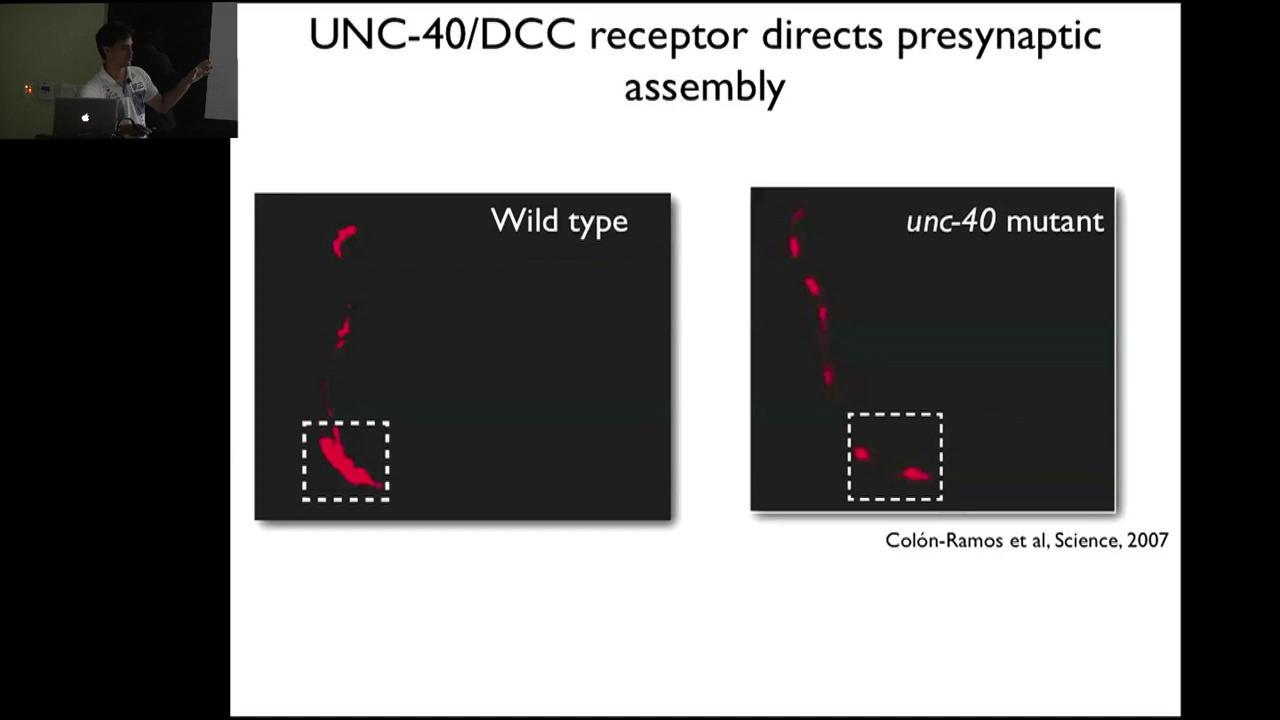 UNC-40/DCC receptor directs presynaptic
assembly
Wild type
unc-40 mutant
Colón-Ramos et al, Science, 2007